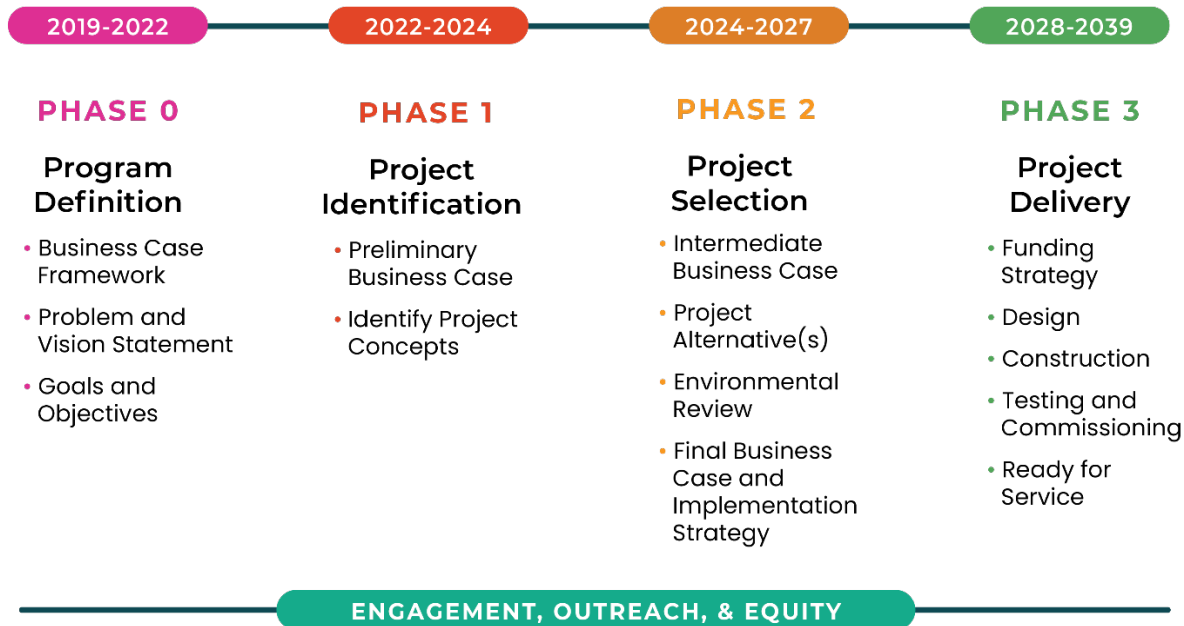 2019-2022
2022-2024
2024-2027
2028-2039
PHASE 0
Program
Definition
• Business Case
Framework
• Problem and
Vision Statement
• Goals and
Objectives
PHASE 1
Project
Identification
• Preliminary
Business Case
• Identify Project
Concepts
PHASE 2
Project
Selection
• Intermediate
Business Case
• Project
Alternative(s)
• Environmental
Review
• Final Business
Case and
Implementation
Strategy
PHASE 3
Project
Delivery
• Funding
Strategy
• Design
• Construction
• Testing and
Commissioning
• Ready for
Service
ENGAGEMENT, OUTREACH, & EQUITY